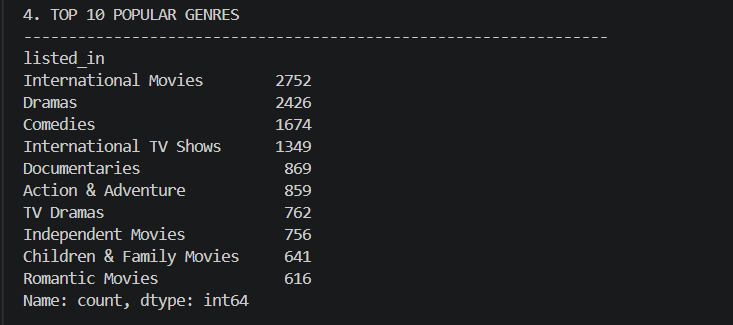 4. TOP 10 POPULAR GENRES
-----------------------------------------------------------------
listed_in
International Movies        2752
Dramas                      2426
Comedies                    1674
International TV Shows      1349
Documentaries                869
Action & Adventure           859
TV Dramas                    762
Independent Movies           756
Children & Family Movies     641
Romantic Movies              616
Name: count, dtype: int64